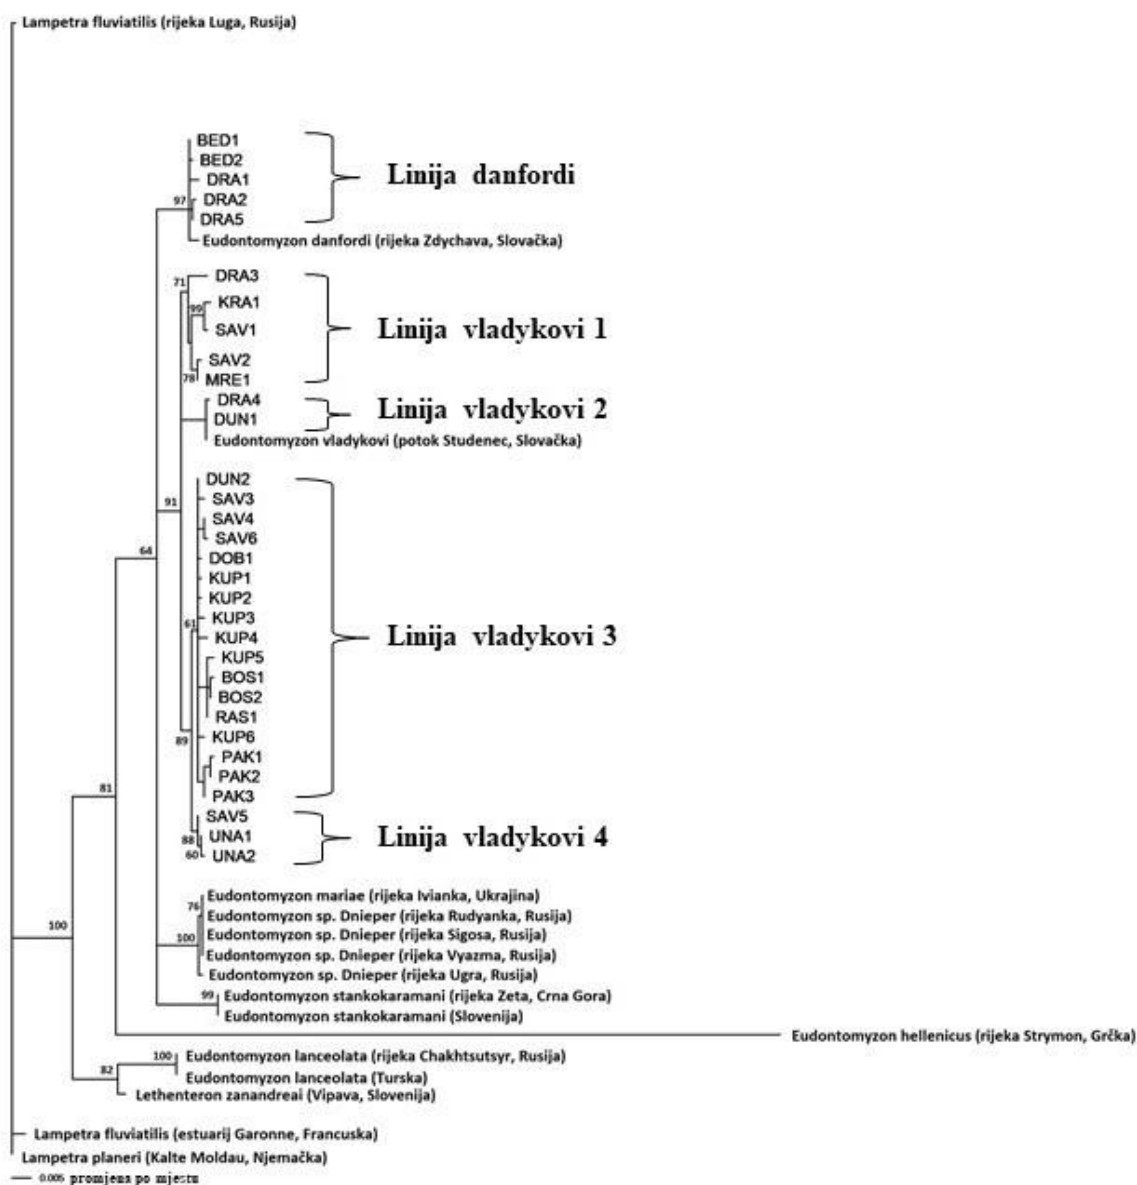 Lampetra fluviatilis (rijeka Luga, Rusija)
BED1
BED2
DRA1
Linija danfordi
97
DRA2
DRA5
Eudontomyzon danfordi (rijeka Zdychava, Slovačka)
71
DRA3
99
KRA1
SAV1
Linija vladykovi 1
SAV2
78
MRE1
DRA4
DUN1
Linija vladykovi 2
Eudontomyzon vladykovi (potok Studenec, Slovačka)
DUN2
91
SAV3
SAV4
SAV6
64
DOB1
KUP1
KUP2
KUP3
61
KUP4
Linija vladykovi 3
KUP5
BOS1
BOS2
RAS1
89
KUP6
PAK1
PAK2
81
PAK3
SAV5
88
UNA1
Linija vladykovi 4
60
UNA2
Eudontomyzon mariae (rijeka Ivianka, Ukrajina)
76
Eudontomyzon sp. Dnieper (rijeka Rudyanka, Rusija)
100
100
Eudontomyzon sp. Dnieper (rijeka Sigosa, Rusija)
Eudontomyzon sp. Dnieper (rijeka Vyazma, Rusija)
Eudontomyzon sp. Dnieper (rijeka Ugra, Rusija)
99
Eudontomyzon stankokaramani (rijeka Zeta, Crna Gora)
Eudontomyzon stankokaramani (Slovenija)
Eudontomyzon hellenicus (rijeka Strymon, Grčka)
100
Eudontomyzon lanceolata (rijeka Chakhtsutsyr, Rusija)
82
Eudontomyzon lanceolata (Turska)
Lethenteron zanandreai (Vipava, Slovenija)
Lampetra fluviatilis (estuarij Garonne, Francuska)
Lampetra planeri (Kalte Moldau, Njemačka)
0.005 promjena po mjestu